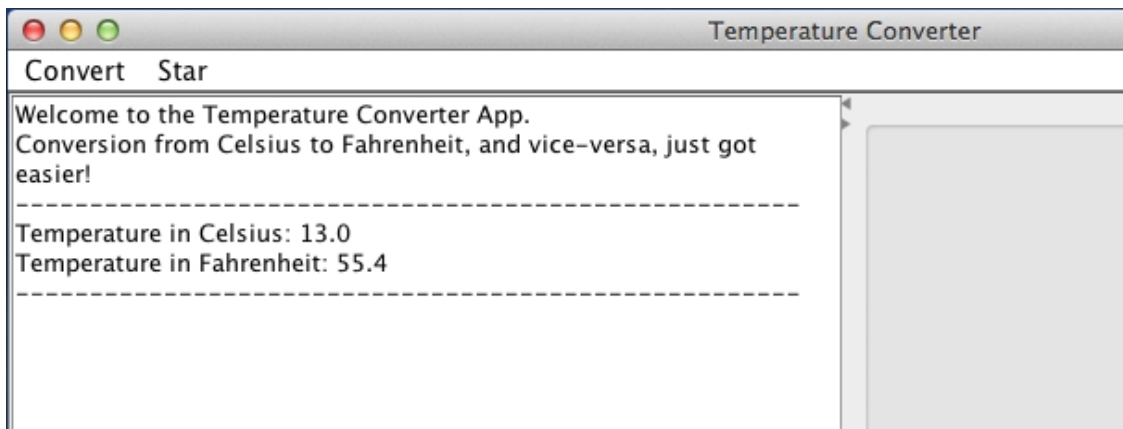 Temperature Converter
Convert Star
Welcome to the Temperature Converter App.
Conversion from Celsius to Fahrenheit, and vice-versa, just got
easier!
------------------------------------------------------
Temperature in Celsius: 13.0
Temperature in Fahrenheit: 55.4
------------------------------------------------------